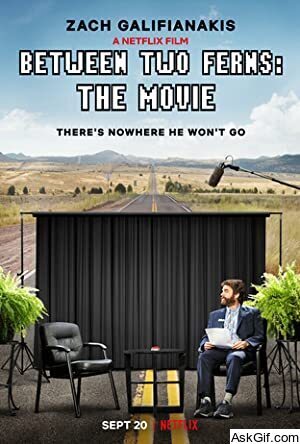 ZACH GALIFIANAKIS
A NETFLIX FILM
BETWEEN TWO FERNS:
THE MOVIE
THERE'S NOWHERE HE WON'T GO
SEPT 20 | NETFLIX
AskGif.com